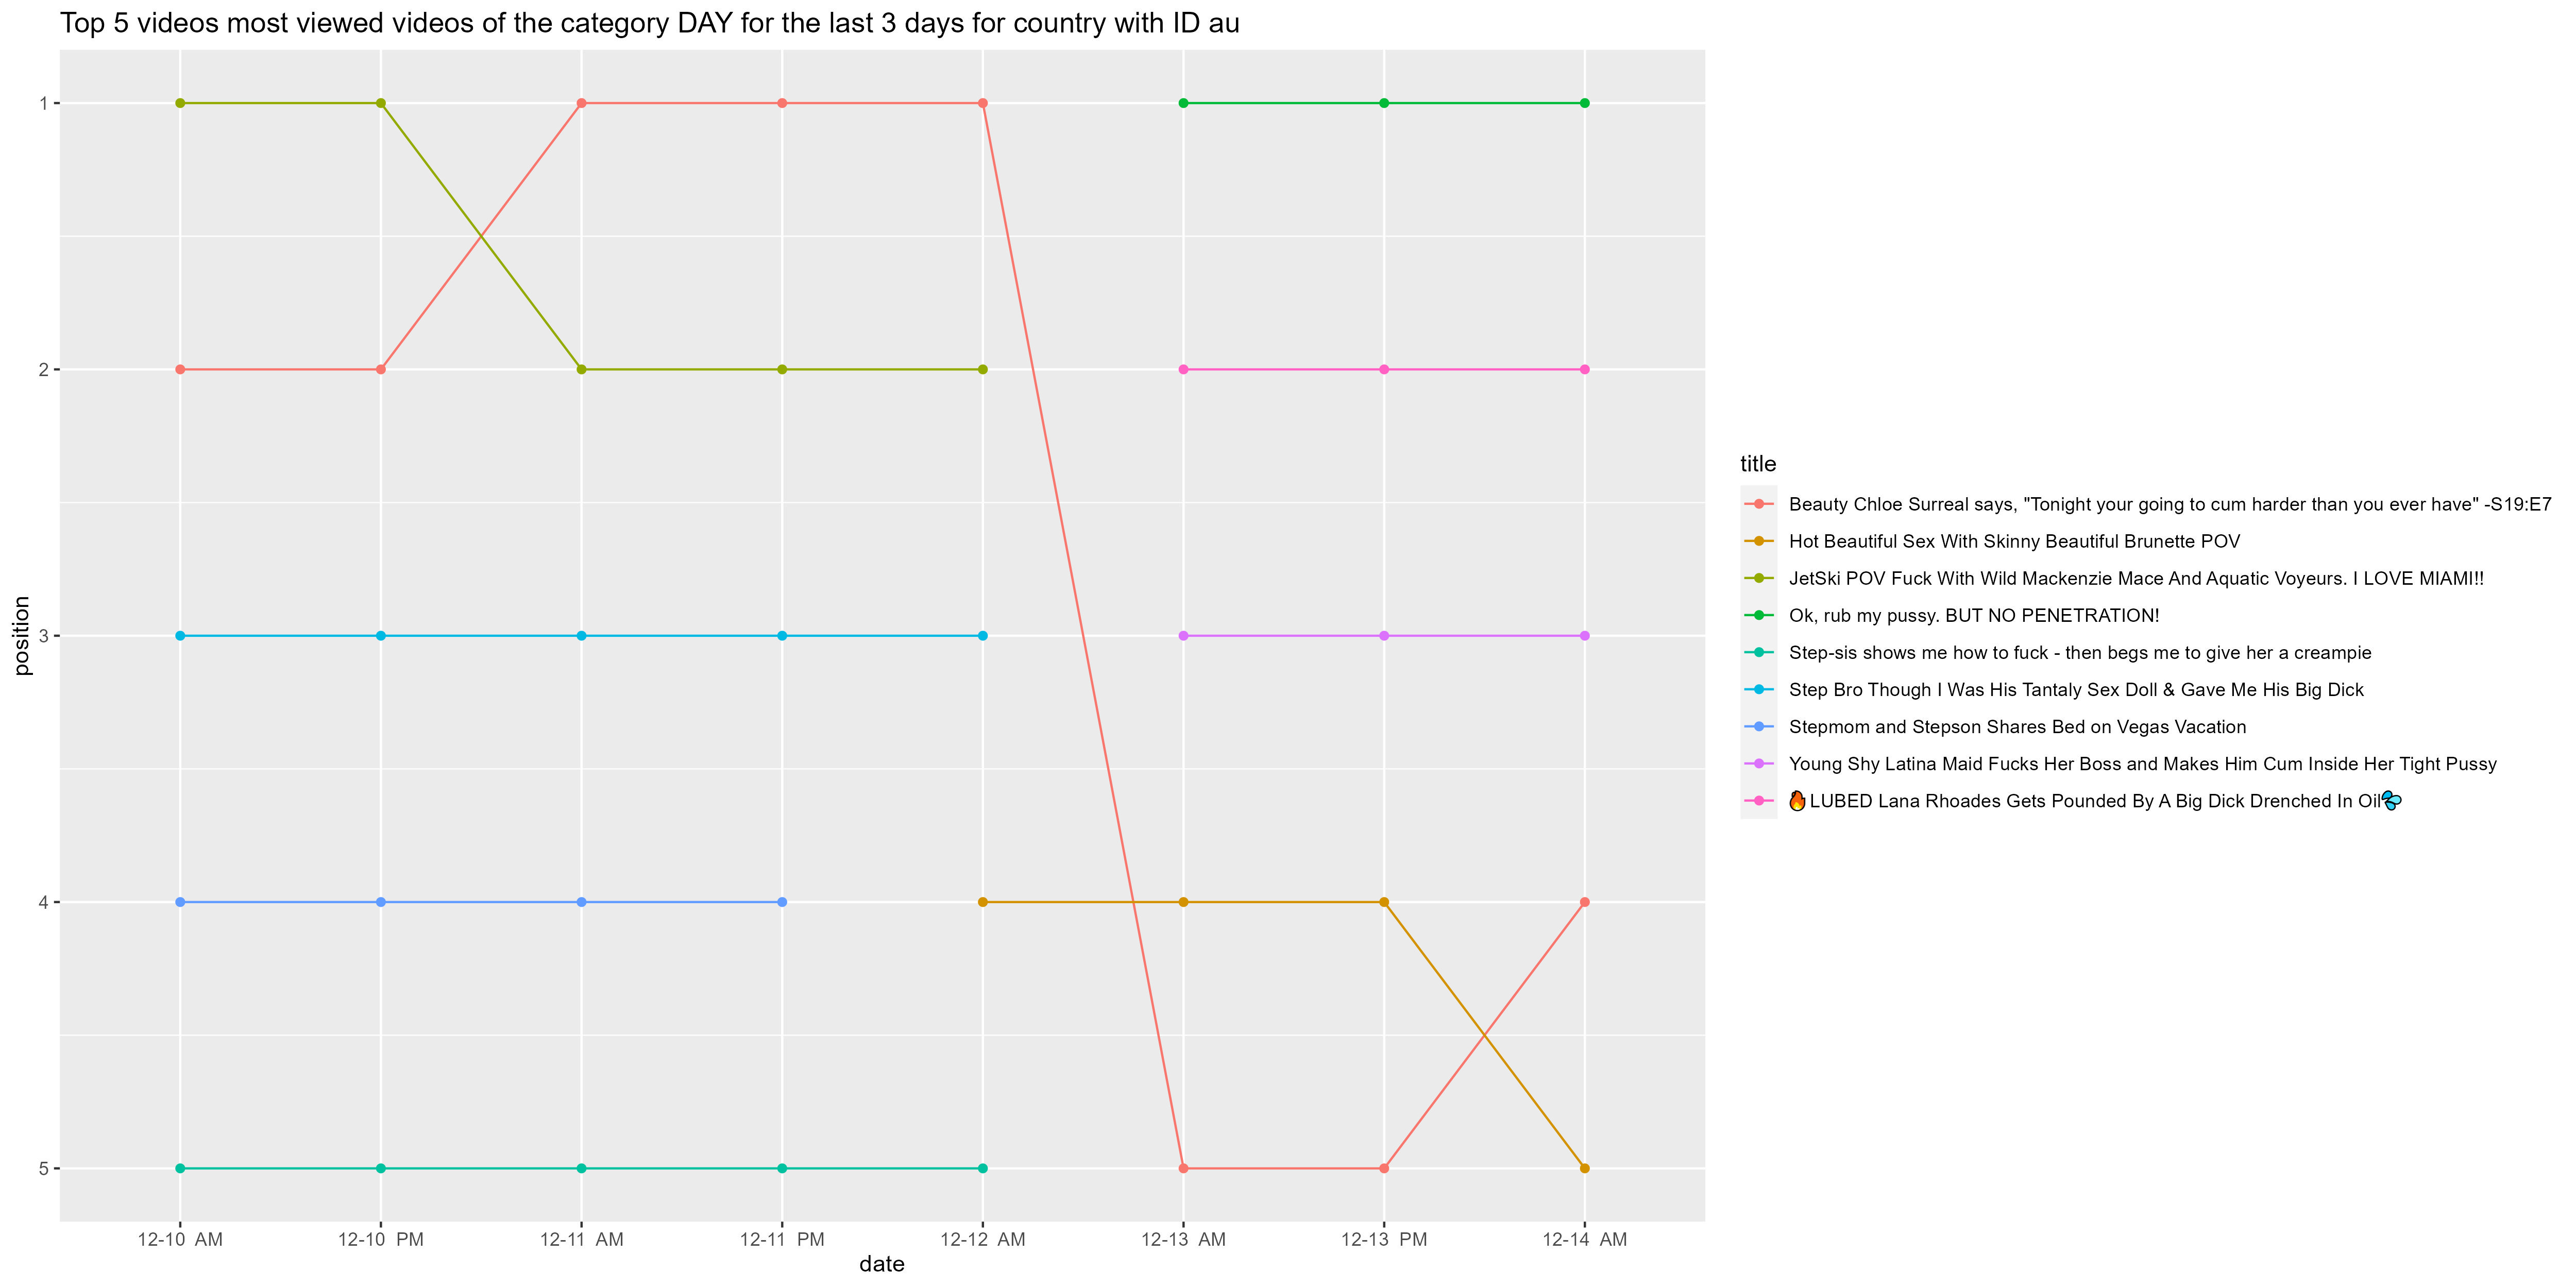 Top 5 videos most viewed videos of the category DAY for the last 3 days for country with ID au
position
1
2
3
4
5
12-10 AM
12-10 PM
12-11 AM
12-11 PM
12-12 AM
12-13 AM
12-13 PM
12-14 AM
date
title
Beauty Chloe Surreal says, "Tonight your going to cum harder than you ever have" -S19:E7
Hot Beautiful Sex With Skinny Beautiful Brunette POV
JetSki POV Fuck With Wild Mackenzie Mace And Aquatic Voyeurs. I LOVE MIAMI!!
Ok, rub my pussy. BUT NO PENETRATION!
Step-sis shows me how to fuck - then begs me to give her a creampie
Step Bro Though I Was His Tantaly Sex Doll & Gave Me His Big Dick
Stepmom and Stepson Shares Bed on Vegas Vacation
Young Shy Latina Maid Fucks Her Boss and Makes Him Cum Inside Her Tight Pussy
🔥LUBED Lana Rhoades Gets Pounded By A Big Dick Drenched In Oil💦